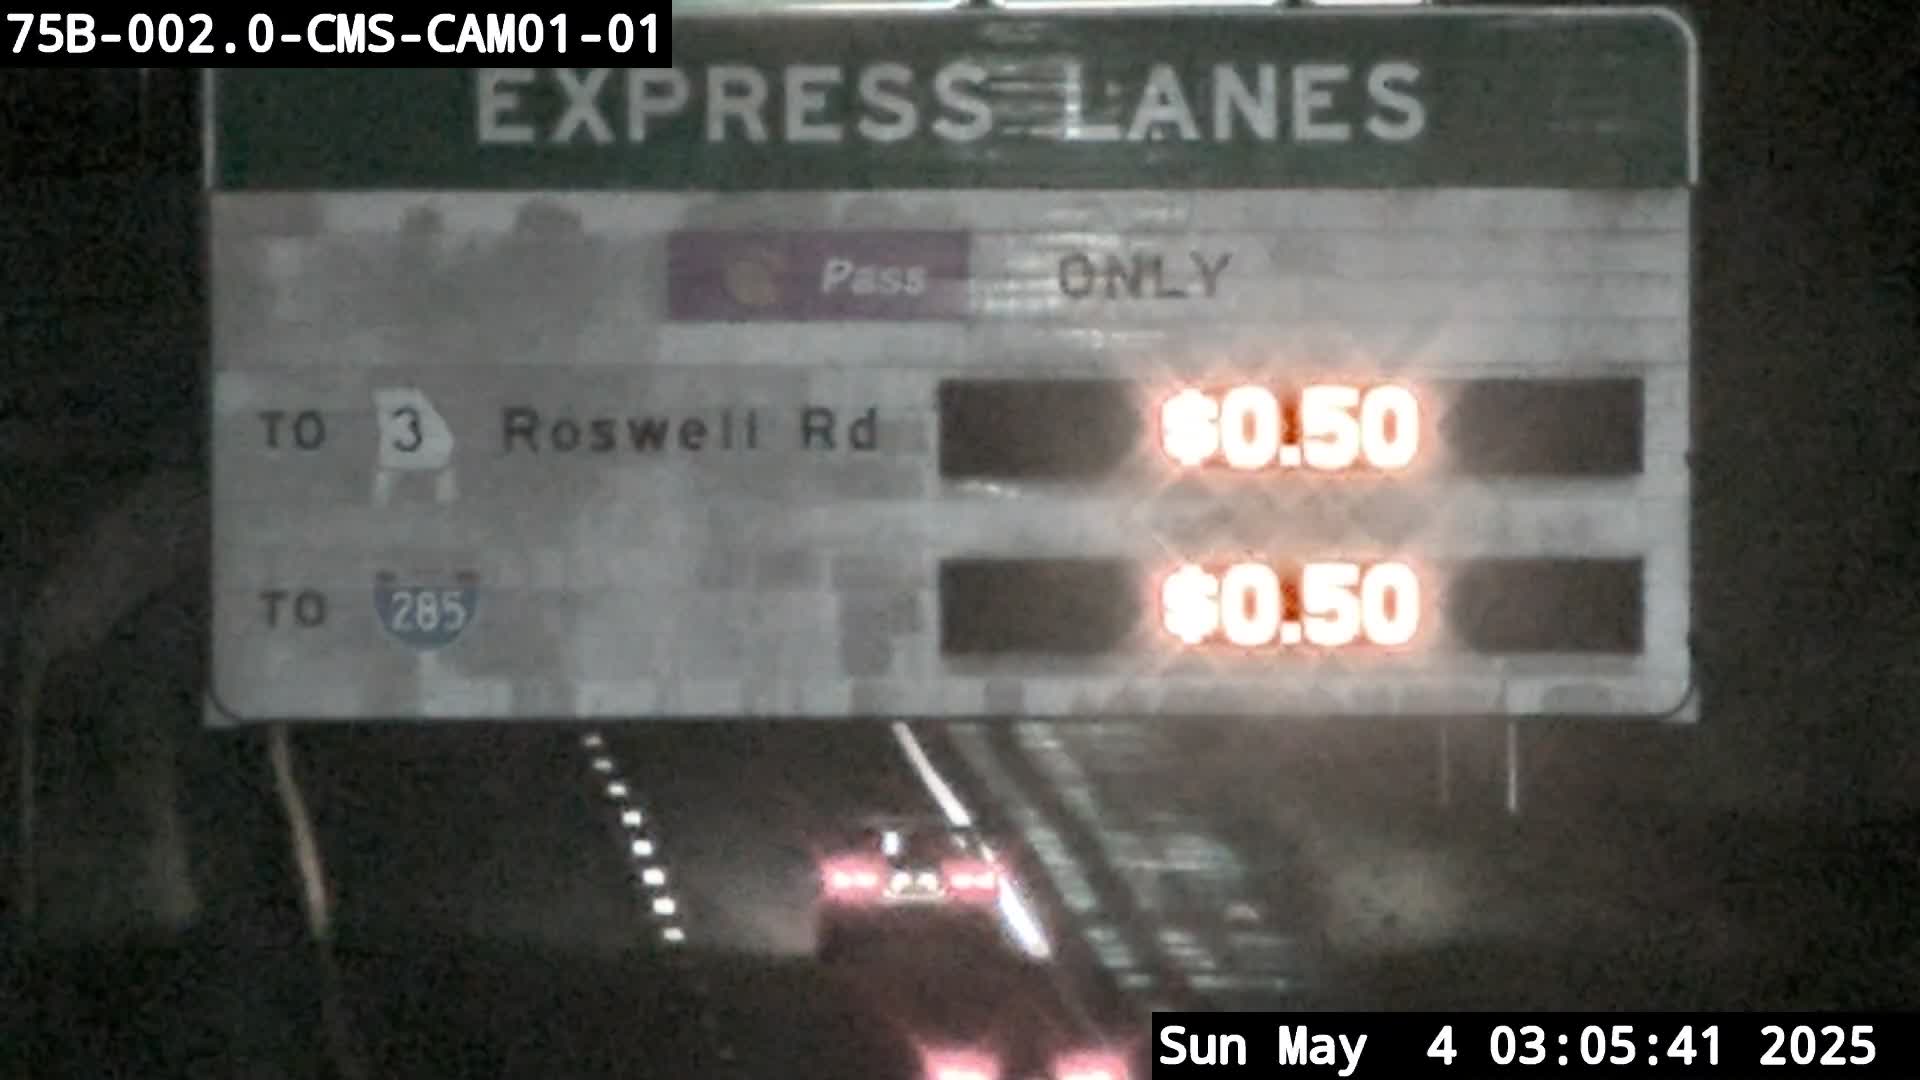 75B-002.0-CMS-CAM01-01
EXPRESS LANES
Pass ONLY
TO 3 Roswell Rd $0.50
TO 285 $0.50
Sun May 4 03:05:41 2025